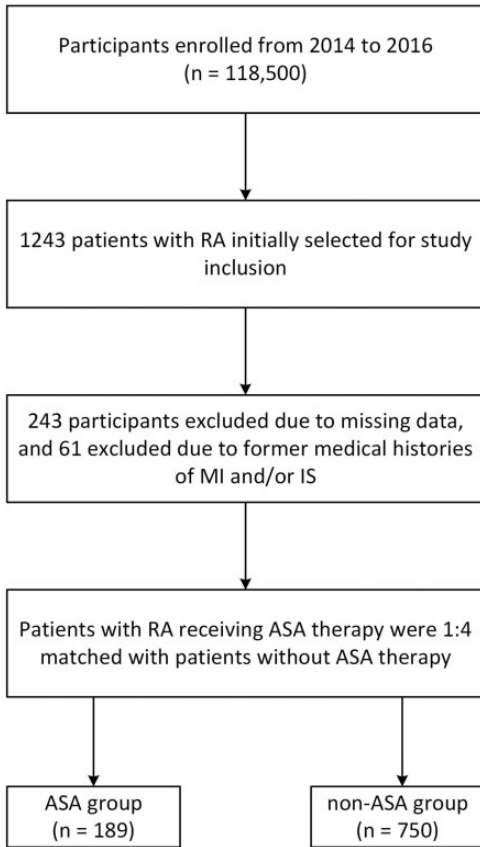 Participants enrolled from 2014 to 2016
(n = 118,500)
1243 patients with RA initially selected for study
inclusion
243 participants excluded due to missing data,
and 61 excluded due to former medical histories
of MI and/or IS
Patients with RA receiving ASA therapy were 1:4
matched with patients without ASA therapy
ASA group
(n = 189)
non-ASA group
(n = 750)